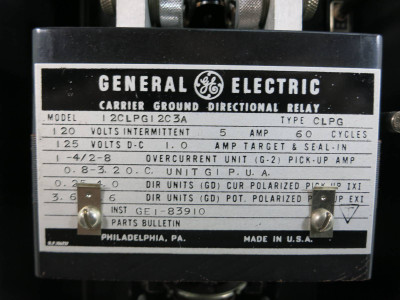 GENERAL GE ELECTRIC
CARRIER GROUND DIRECTIONAL RELAY
MODEL 12CLPG12C3A TYPE CLPG
120 VOLTS INTERMITTENT 5 AMP 60 CYCLES
125 VOLTS D-C 1.0 AMP TARGET & SEAL-IN
1-4/2-8 OVERCURRENT UNIT (G-2) PICK-UP AMP
0.8-3.2 O.C. UNIT GI P.U.A.
DIR UNITS (GD) CUR POLARIZED PICK-UP IXI
DIR UNITS (GD) POT. POLARIZED PICK-UP EXI
INST GEI-83910
PARTS BULLETIN
PHILADELPHIA, PA. MADE IN U.S.A.